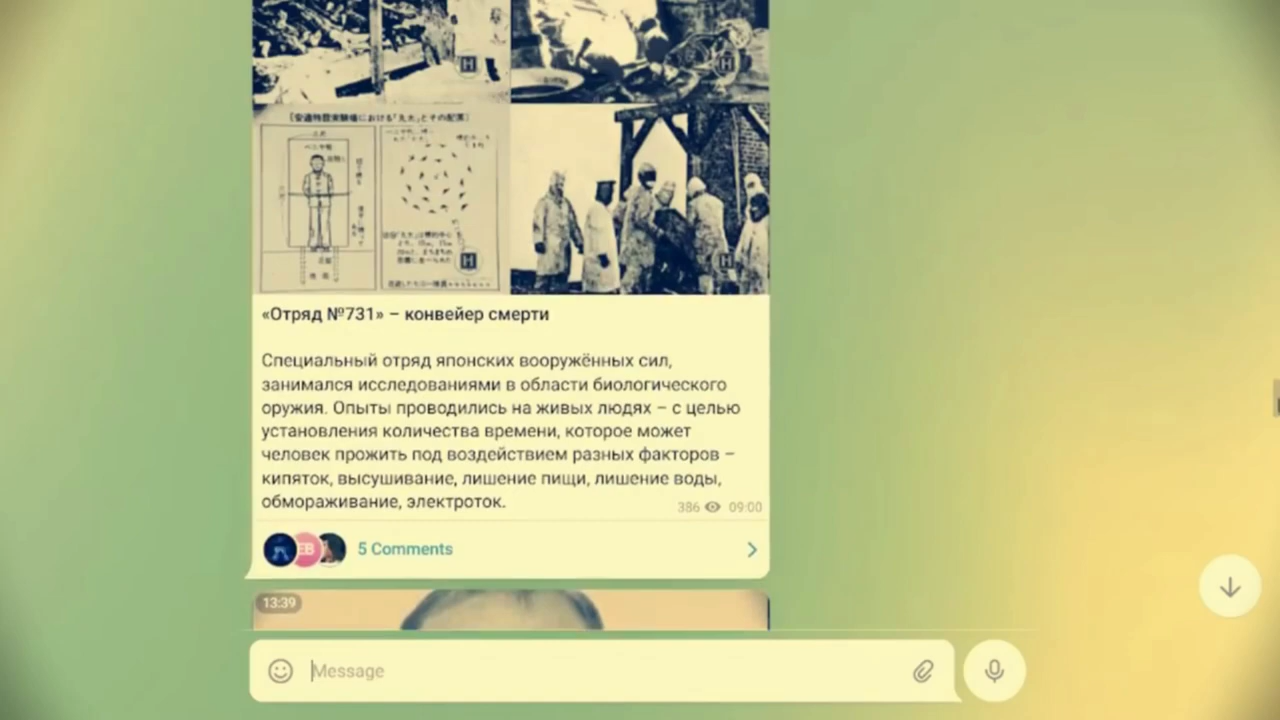 H
H
H
H
«Отряд №731» – конвейер смерти
Специальный отряд японских вооружённых сил,
занимался исследованиями в области биологического
оружия. Опыты проводились на живых людях – с целью
установления количества времени, которое может
человек прожить под воздействием разных факторов –
кипяток, высушивание, лишение пищи, лишение воды,
обмораживание, электроток.
386 09:00
EB
5 Comments
13:39
Message